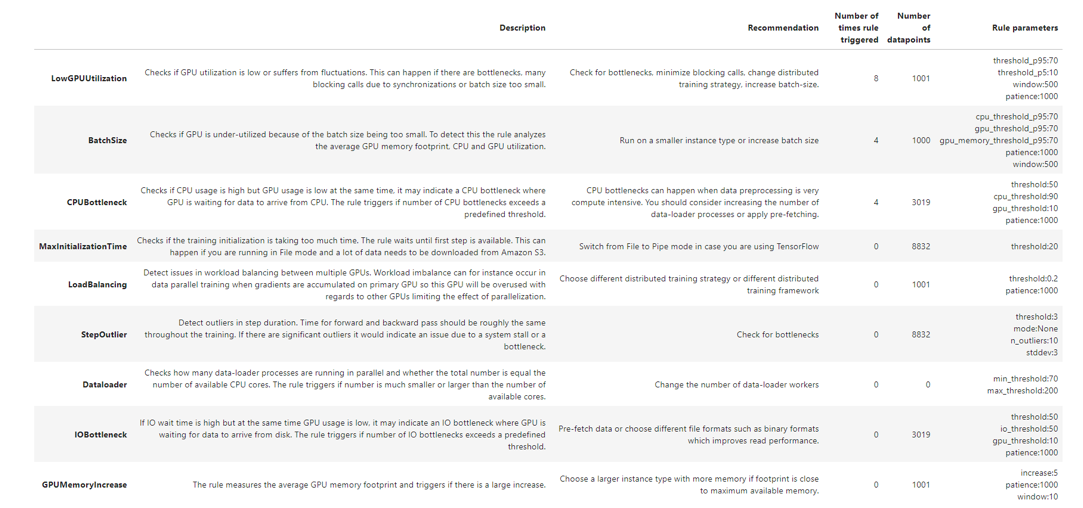 Description Recommendation Number of times rule triggered Number of datapoints Rule parameters
LowGPUUtilization Checks if GPU utilization is low or suffers from fluctuations. This can happen if there are bottlenecks, many blocking calls due to synchronizations or batch size too small. Check for bottlenecks, minimize blocking calls, change distributed training strategy, increase batch-size. 8 1001 threshold_p95:70 threshold_p5:10 window:500 patience:1000
BatchSize Checks if GPU is under-utilized because of the batch size being too small. To detect this the rule analyzes the average GPU memory footprint, CPU and GPU utilization. Run on a smaller instance type or increase batch size 4 1000 cpu_threshold_p95:70 gpu_threshold_p95:70 gpu_memory_threshold_p95:70 patience:1000 window:500
CPUBottleneck Checks if CPU usage is high but GPU usage is low at the same time, it may indicate a CPU bottleneck where GPU is waiting for data to arrive from CPU. The rule triggers if number of CPU bottlenecks exceeds a predefined threshold. CPU bottlenecks can happen when data preprocessing is very compute intensive. You should consider increasing the number of data-loader processes or apply pre-fetching. 4 3019 threshold:50 cpu_threshold:90 gpu_threshold:10 patience:1000
MaxInitializationTime Checks if the training initialization is taking too much time. The rule waits until first step is available. This can happen if you are running in File mode and a lot of data needs to be downloaded from Amazon S3. Switch from File to Pipe mode in case you are using TensorFlow 0 8832 threshold:20
LoadBalancing Detect issues in workload balancing between multiple GPUs. Workload imbalance can for instance occur in data parallel training when gradients are accumulated on primary GPU so this GPU will be overused with regards to other GPUs limiting the effect of parallelization. Choose different distributed training strategy or different distributed training framework 0 1001 threshold:0.2 patience:1000
StepOutlier Detect outliers in step duration. Time for forward and backward pass should be roughly the same throughout the training. If there are significant outliers it would indicate an issue due to a system stall or a bottleneck. Check for bottlenecks 0 8832 threshold:3 mode:None n_outliers:10 stddev:3
Dataloader Checks how many data-loader processes are running in parallel and whether the total number is equal the number of available CPU cores. The rule triggers if number is much smaller or larger than the number of available cores. Change the number of data-loader workers 0 0 min_threshold:70 max_threshold:200
IOBottleneck If IO wait time is high but at the same time GPU usage is low, it may indicate an IO bottleneck where GPU is waiting for data to arrive from disk. The rule triggers if number of IO bottlenecks exceeds a predefined threshold. Pre-fetch data or choose different file formats such as binary formats which improves read performance. 0 3019 threshold:50 io_threshold:50 gpu_threshold:10 patience:1000
GPUMemoryIncrease The rule measures the average GPU memory footprint and triggers if there is a large increase. Choose a larger instance type with more memory if footprint is close to maximum available memory. 0 1001 increase:5 patience:1000 window:10